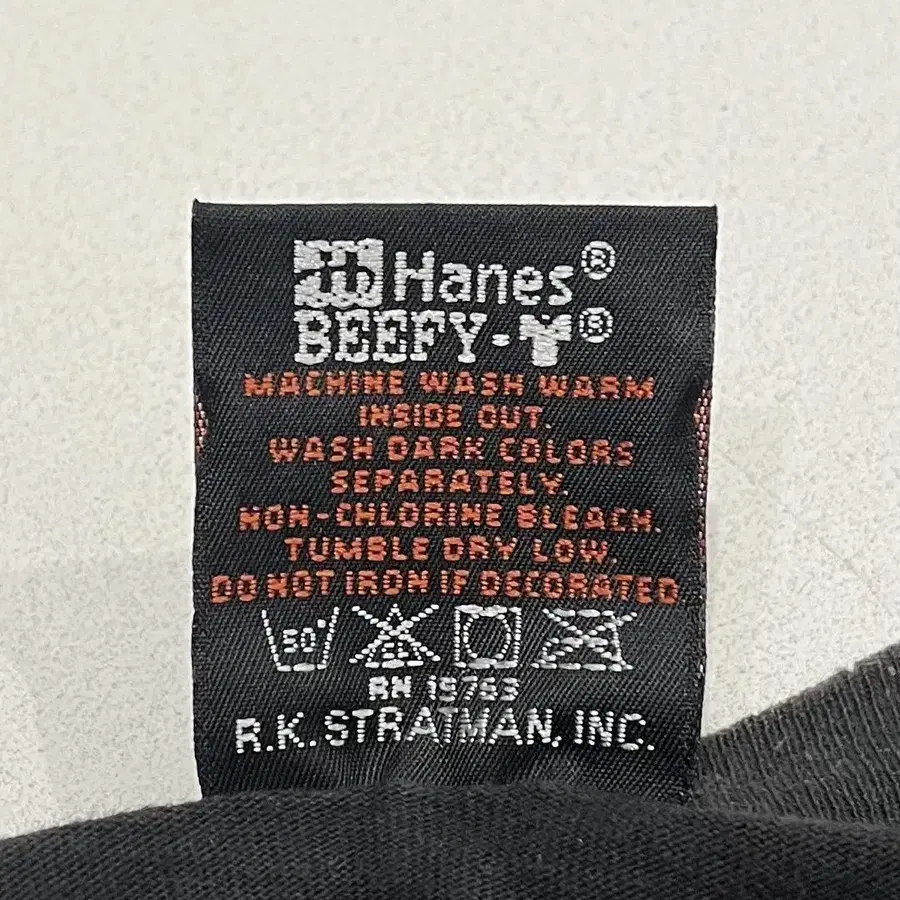 Hanes®
BEEFY-T®
MACHINE WASH WARM
INSIDE OUT.
WASH DARK COLORS
SEPARATELY.
NON-CHLORINE BLEACH.
TUMBLE DRY LOW.
DO NOT IRON IF DECORATED
50°
RN 15763
R.K. STRATMAN, INC.